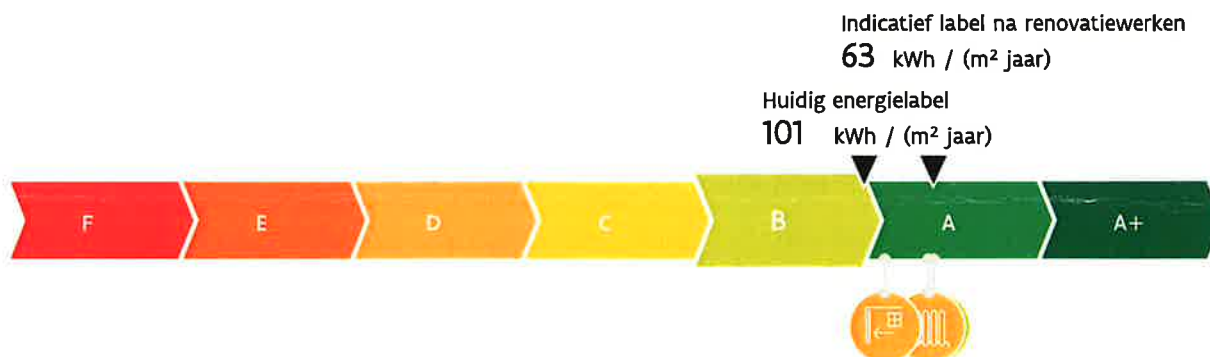 Indicatief label na renovatiewerken
63 kWh / (m² jaar)
Huidig energielabel
101 kWh / (m² jaar)
F E D C B A A+